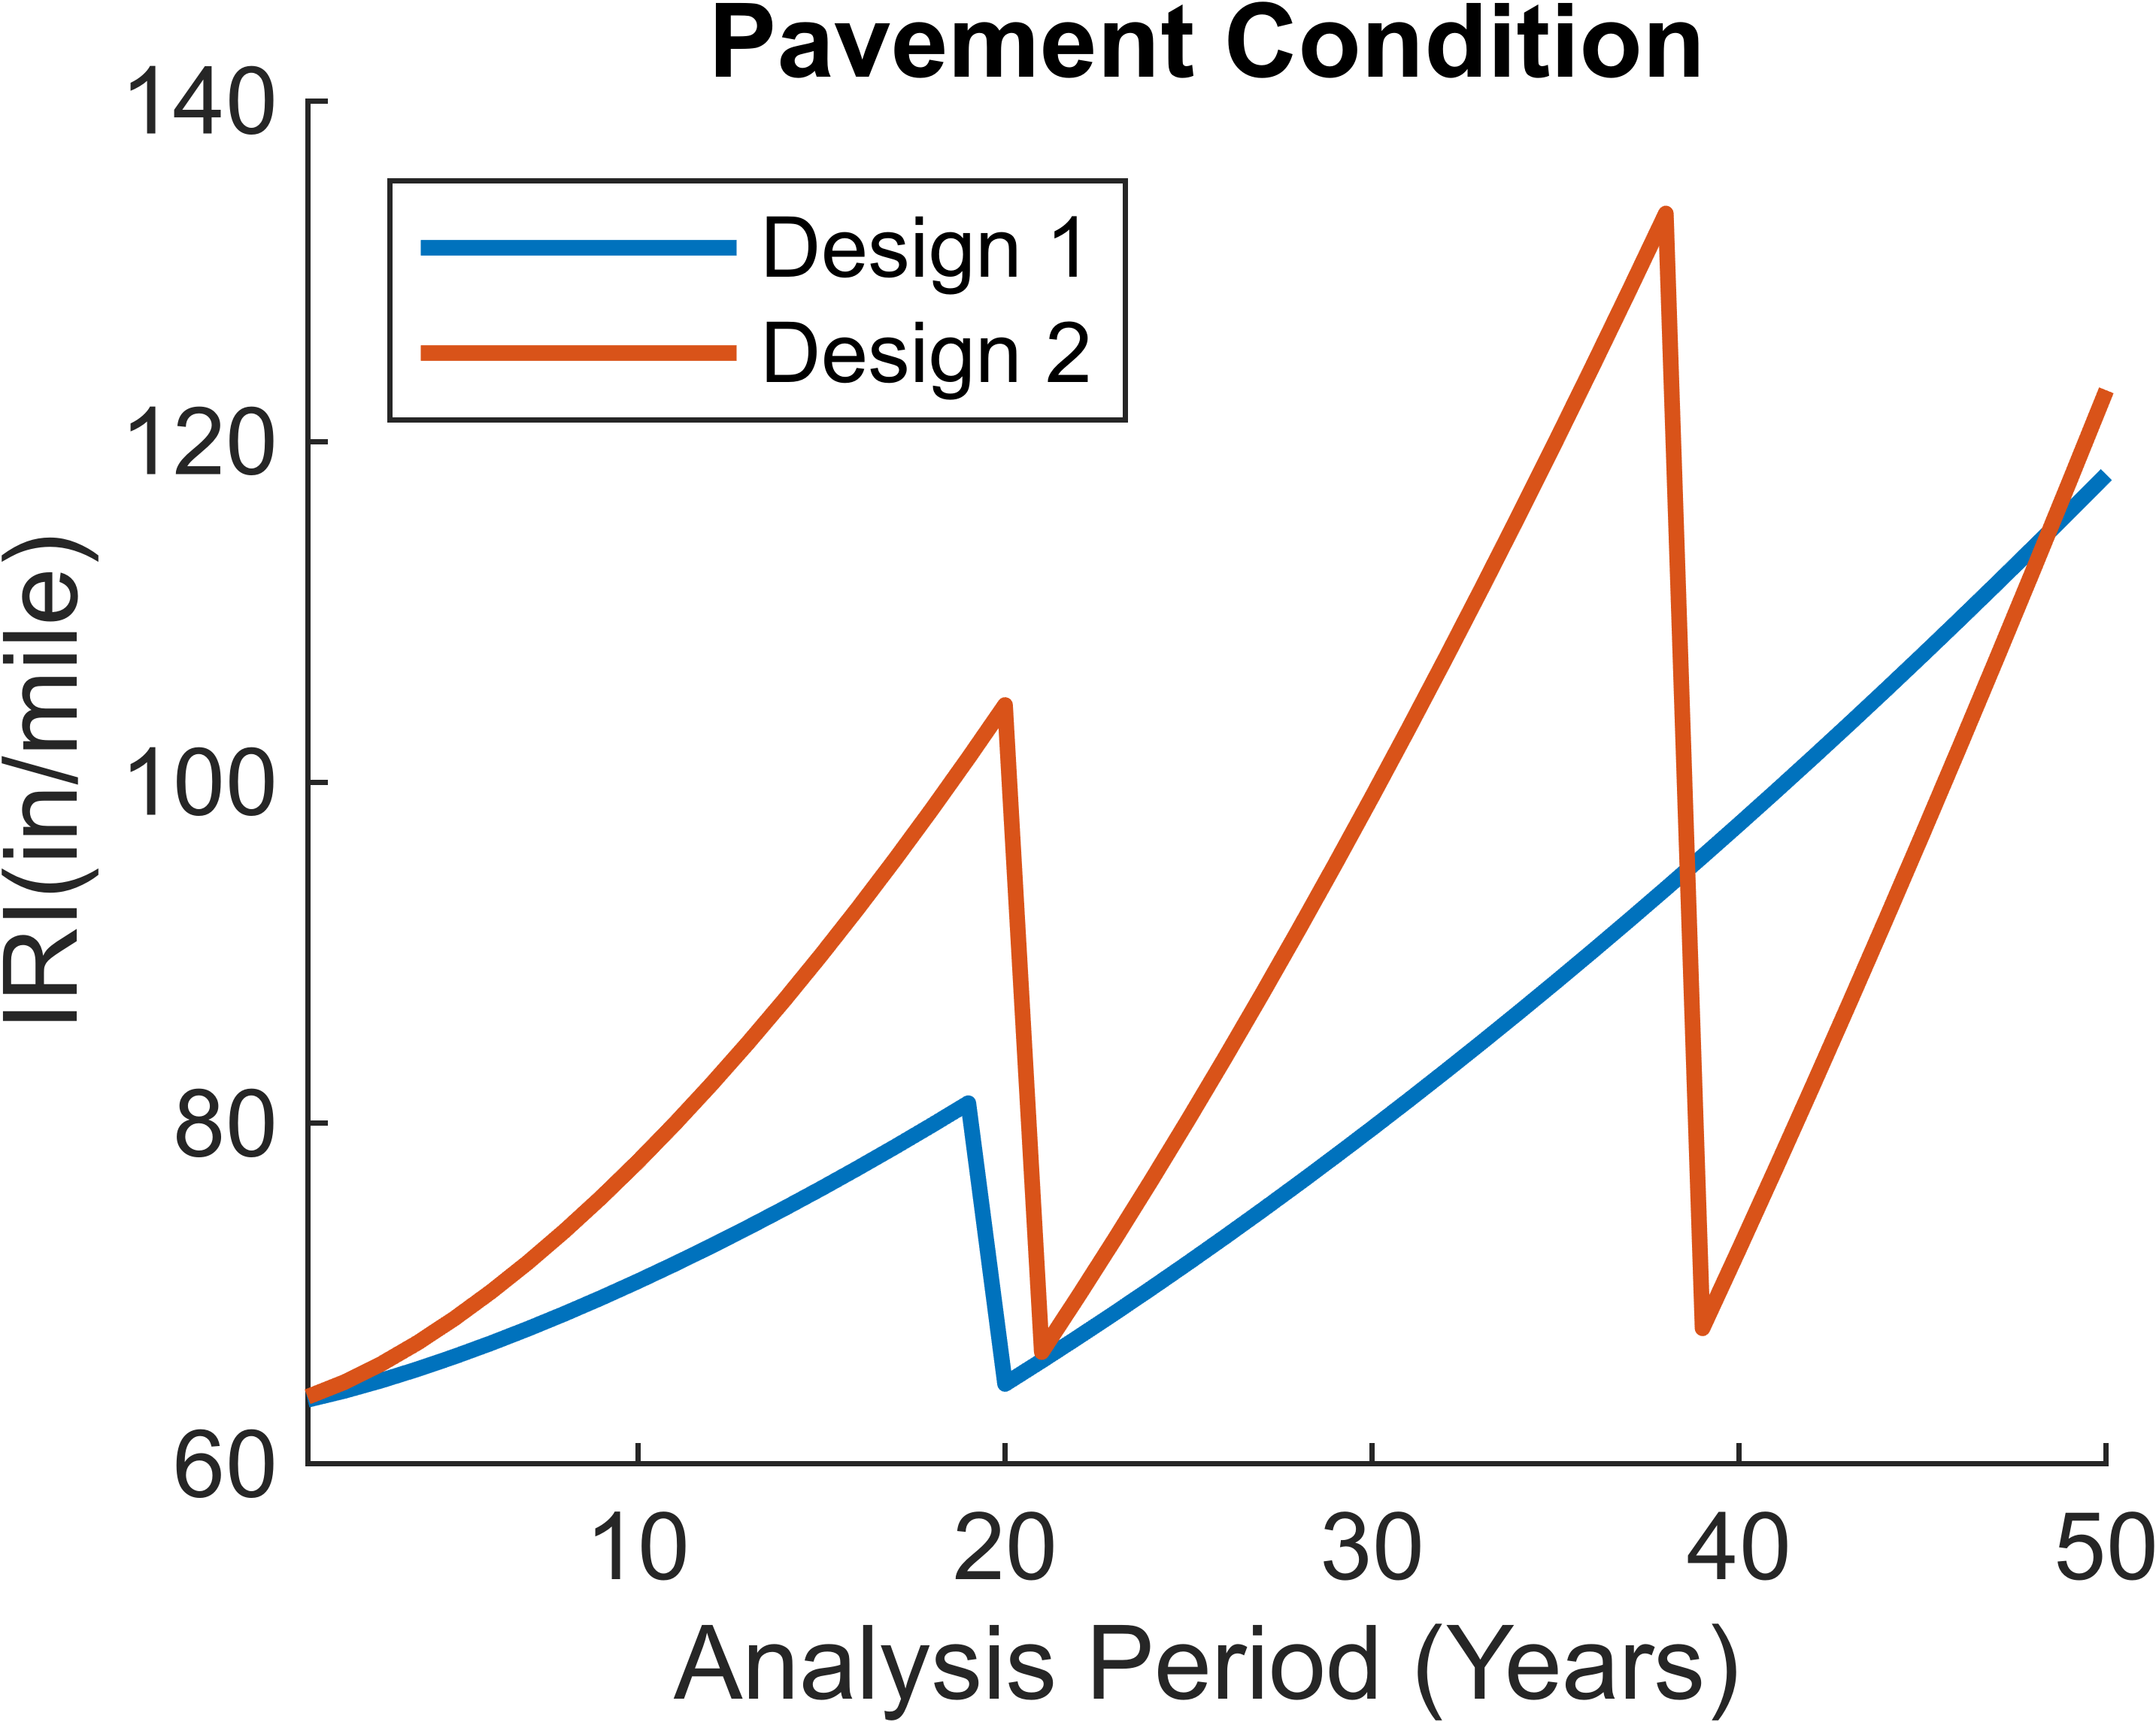 Pavement Condition
140
Design 1
Design 2
120
100
80
60
IRI(in/mile)
10 20 30 40 50
Analysis Period (Years)